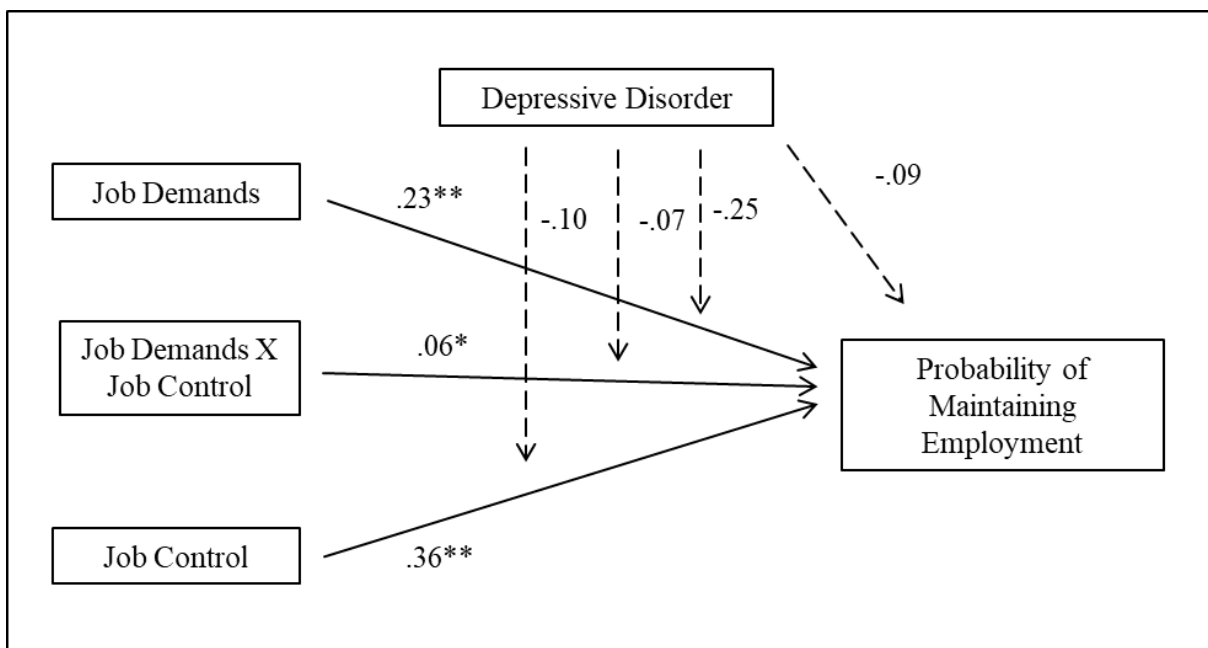 Depressive Disorder
Job Demands
.23**
-.10
-.07
-.25
-.09
Job Demands X
Job Control
.06*
Probability of
Maintaining
Employment
Job Control
.36**